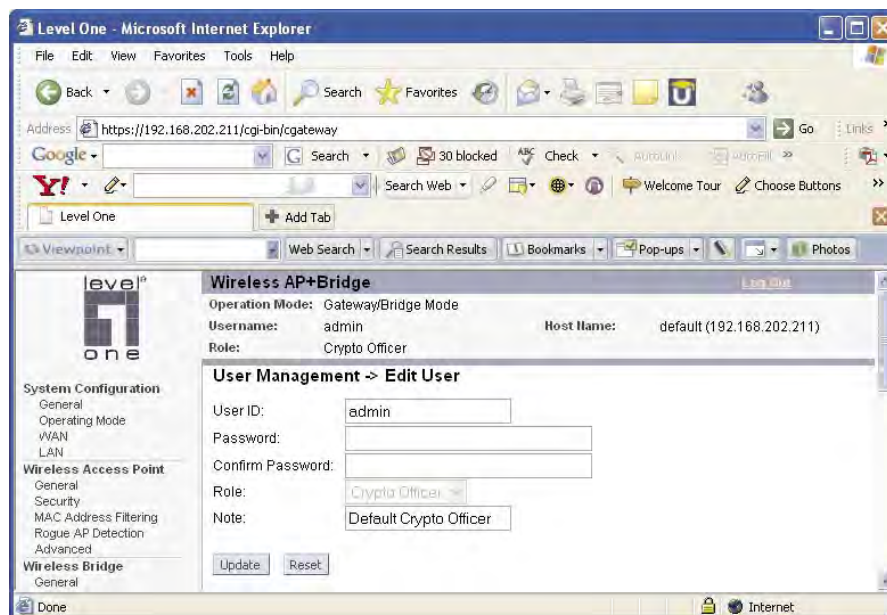 Level One - Microsoft Internet Explorer
File Edit View Favorites Tools Help
Back Search Favorites
Address https://192.168.202.211/cgi-bin/cgateway Go Links
Google Search 30 blocked ABC Check AutoLink AutoFill
Y! Search Web Welcome Tour Choose Buttons
Level One Add Tab
Viewpoint Web Search Search Results Bookmarks Pop-ups Photos
level
one
Wireless AP+Bridge Log Out
Operation Mode: Gateway/Bridge Mode
Username: admin Host Name: default (192.168.202.211)
Role: Crypto Officer
System Configuration
General
Operating Mode
WAN
LAN
Wireless Access Point
General
Security
MAC Address Filtering
Rogue AP Detection
Advanced
Wireless Bridge
General
User Management -> Edit User
User ID: admin
Password:
Confirm Password:
Role: Crypto Officer
Note: Default Crypto Officer
Update Reset
Done Internet